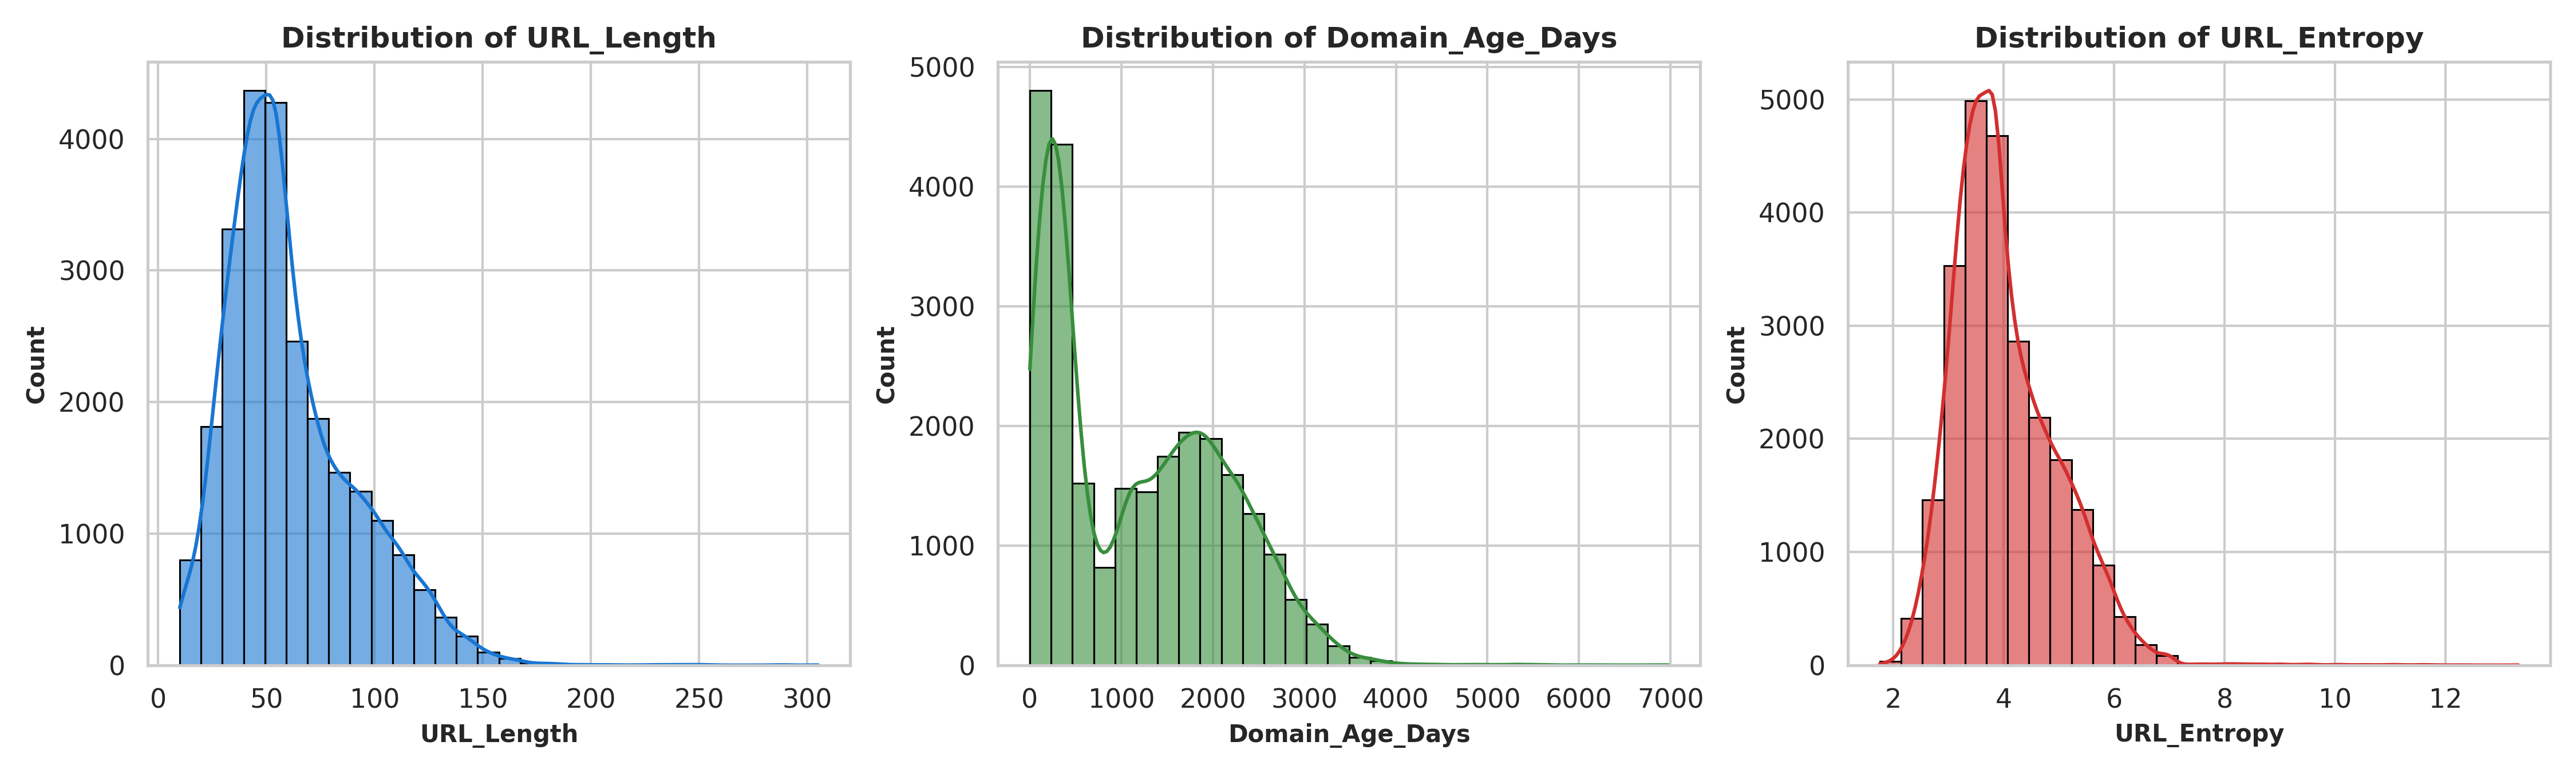 Distribution of URL_Length
Count
4000
3000
2000
1000
0
0 50 100 150 200 250 300
URL_Length
Distribution of Domain_Age_Days
Count
5000
4000
3000
2000
1000
0
0 1000 2000 3000 4000 5000 6000 7000
Domain_Age_Days
Distribution of URL_Entropy
Count
5000
4000
3000
2000
1000
0
2 4 6 8 10 12
URL_Entropy